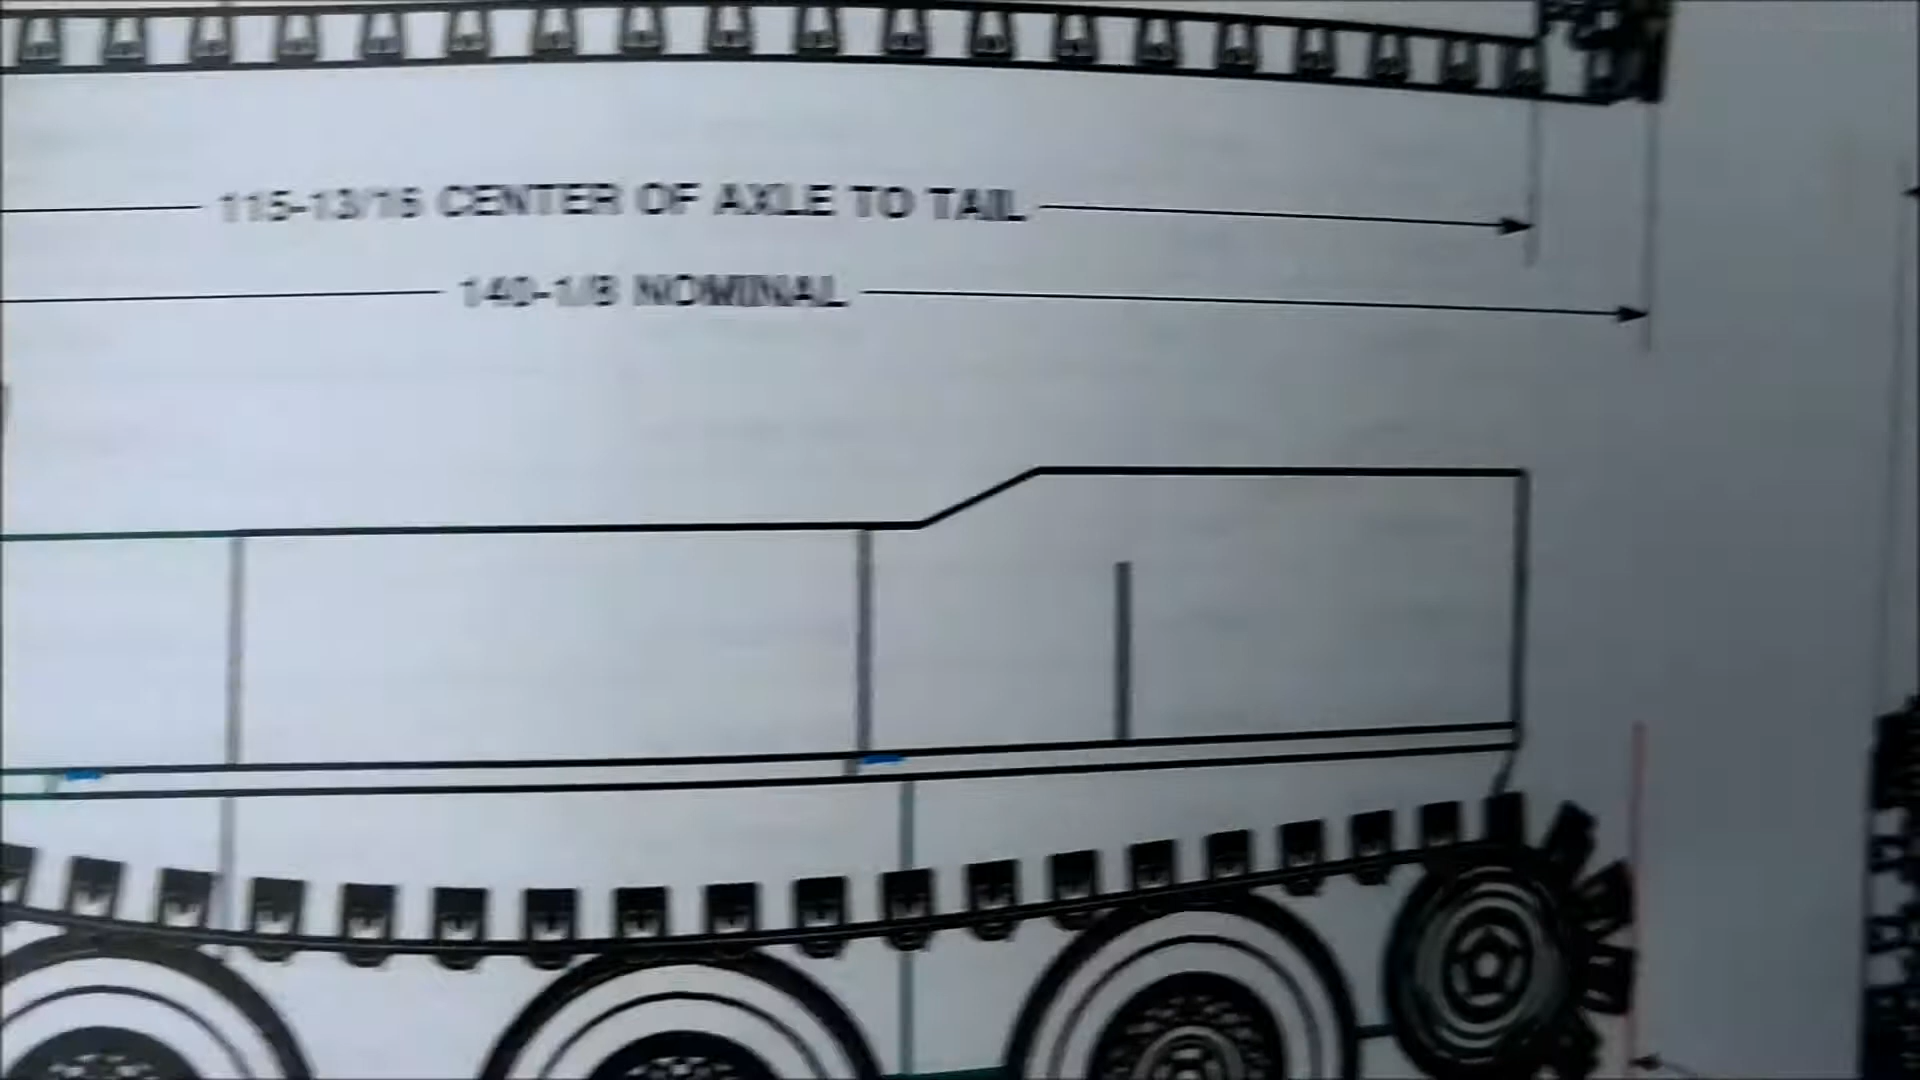 115-13/16 CENTER OF AXLE TO TAIL
140-1/8 NOMINAL